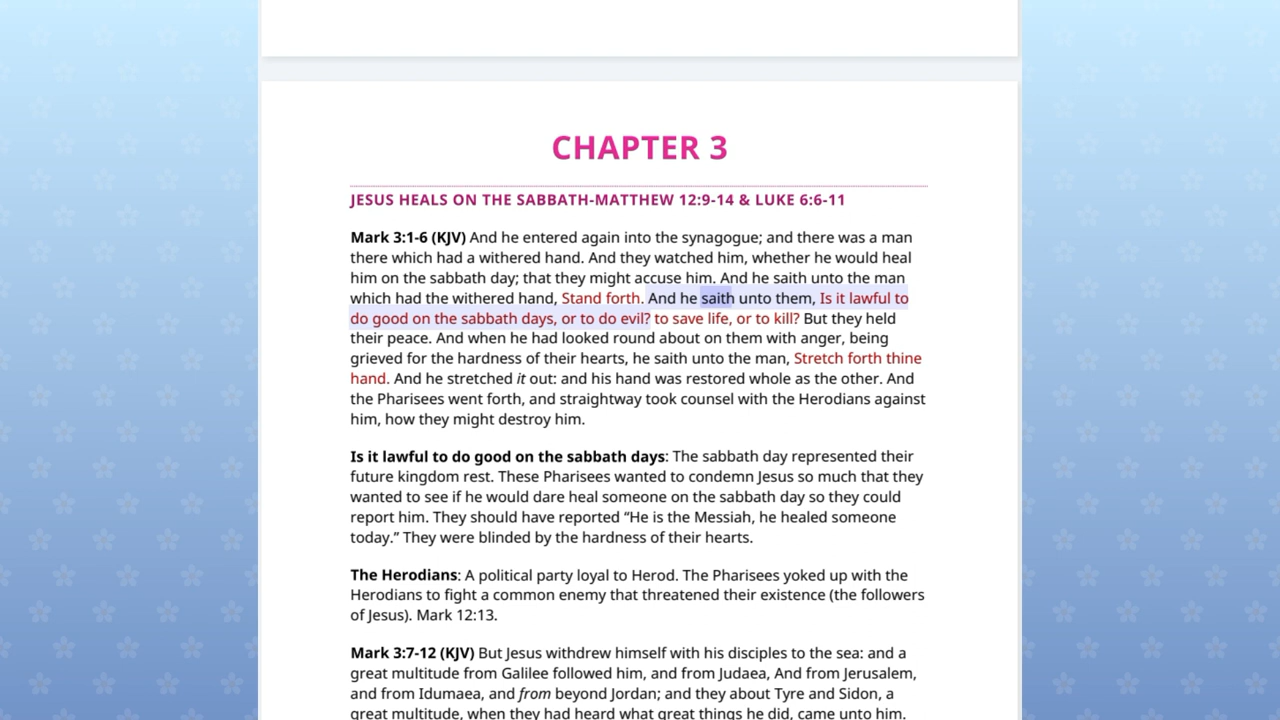 CHAPTER 3
JESUS HEALS ON THE SABBATH-MATTHEW 12:9-14 & LUKE 6:6-11
Mark 3:1-6 (KJV) And he entered again into the synagogue; and there was a man
there which had a withered hand. And they watched him, whether he would heal
him on the sabbath day; that they might accuse him. And he saith unto the man
which had the withered hand, Stand forth. And he saith unto them, Is it lawful to
do good on the sabbath days, or to do evil? to save life, or to kill? But they held
their peace. And when he had looked round about on them with anger, being
grieved for the hardness of their hearts, he saith unto the man, Stretch forth thine
hand. And he stretched it out: and his hand was restored whole as the other. And
the Pharisees went forth, and straightway took counsel with the Herodians against
him, how they might destroy him.
Is it lawful to do good on the sabbath days: The sabbath day represented their
future kingdom rest. These Pharisees wanted to condemn Jesus so much that they
wanted to see if he would dare heal someone on the sabbath day so they could
report him. They should have reported “He is the Messiah, he healed someone
today.” They were blinded by the hardness of their hearts.
The Herodians: A political party loyal to Herod. The Pharisees yoked up with the
Herodians to fight a common enemy that threatened their existence (the followers
of Jesus). Mark 12:13.
Mark 3:7-12 (KJV) But Jesus withdrew himself with his disciples to the sea: and a
great multitude from Galilee followed him, and from Judaea, And from Jerusalem,
and from Idumaea, and from beyond Jordan; and they about Tyre and Sidon, a
great multitude, when they had heard what great things he did, came unto him.